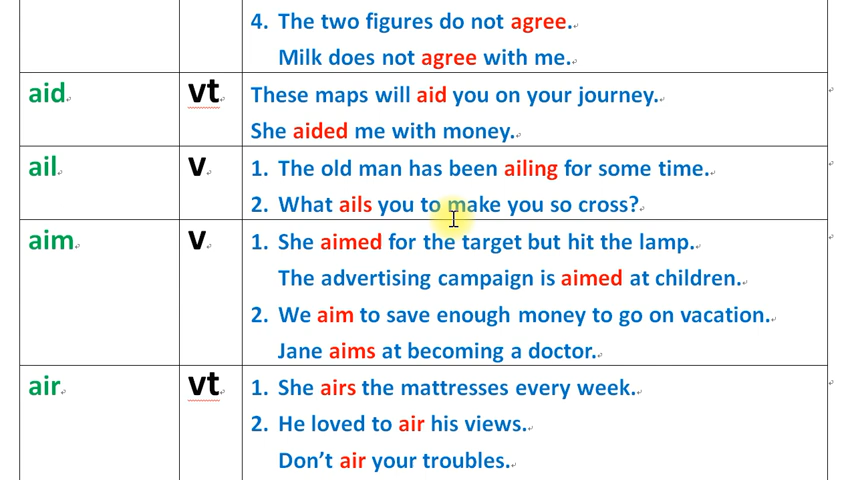 4. The two figures do not agree.
Milk does not agree with me.
aid vt These maps will aid you on your journey.
She aided me with money.
ail v 1. The old man has been ailing for some time.
2. What ails you to make you so cross?
aim v 1. She aimed for the target but hit the lamp.
The advertising campaign is aimed at children.
2. We aim to save enough money to go on vacation.
Jane aims at becoming a doctor.
air vt 1. She airs the mattresses every week.
2. He loved to air his views.
Don't air your troubles.